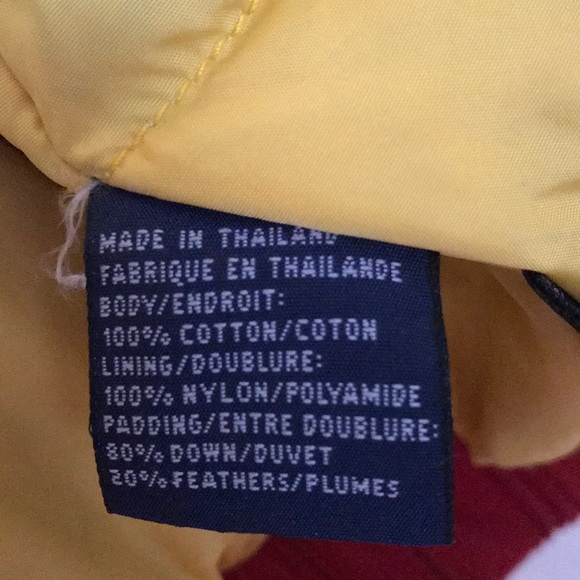 MADE IN THAILAND
FABRIQUE EN THAILANDE
BODY/ENDROIT:
100% COTTON/COTON
LINING/DOUBLURE:
100% NYLON/POLYAMIDE
PADDING/ENTRE DOUBLURE:
80% DOWN/DUVET
20% FEATHERS/PLUMES